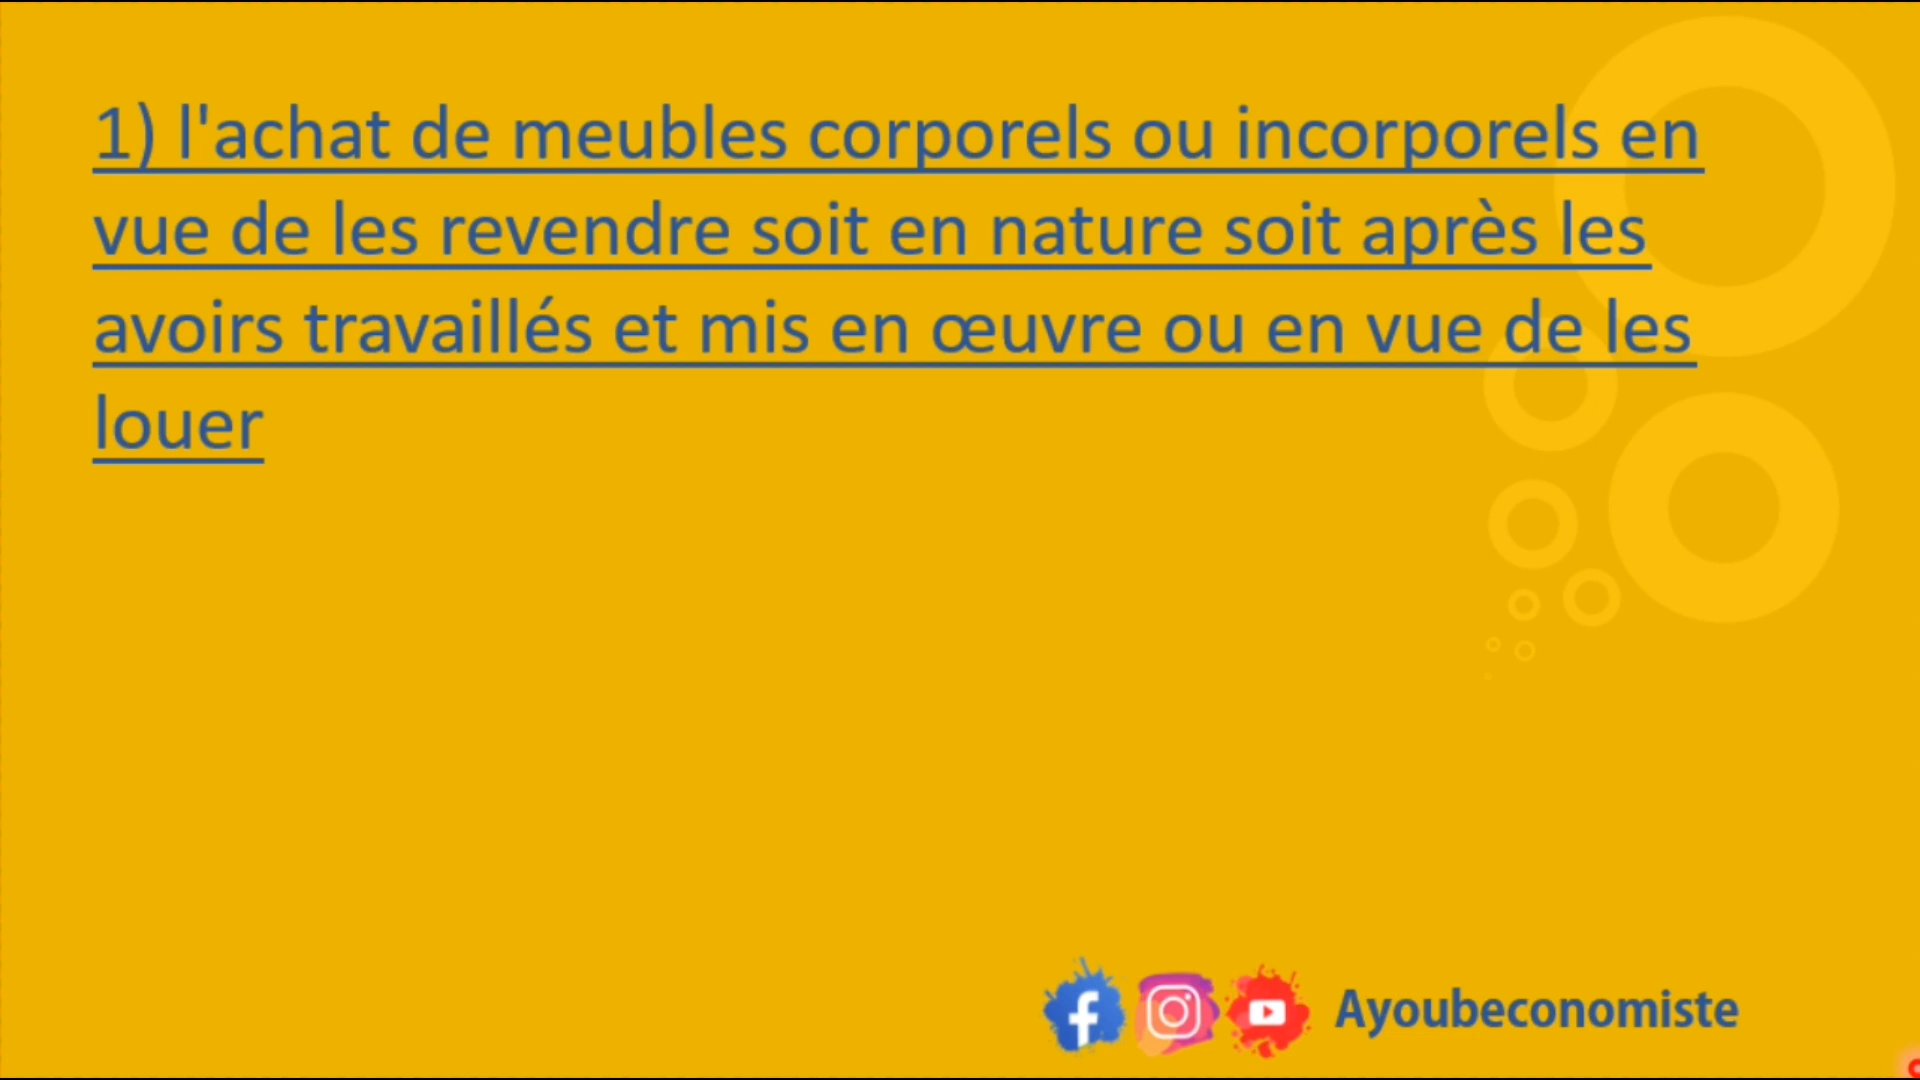 1) l'achat de meubles corporels ou incorporels en
vue de les revendre soit en nature soit après les
avoirs travaillés et mis en œuvre ou en vue de les
louer
Ayoubeconomiste